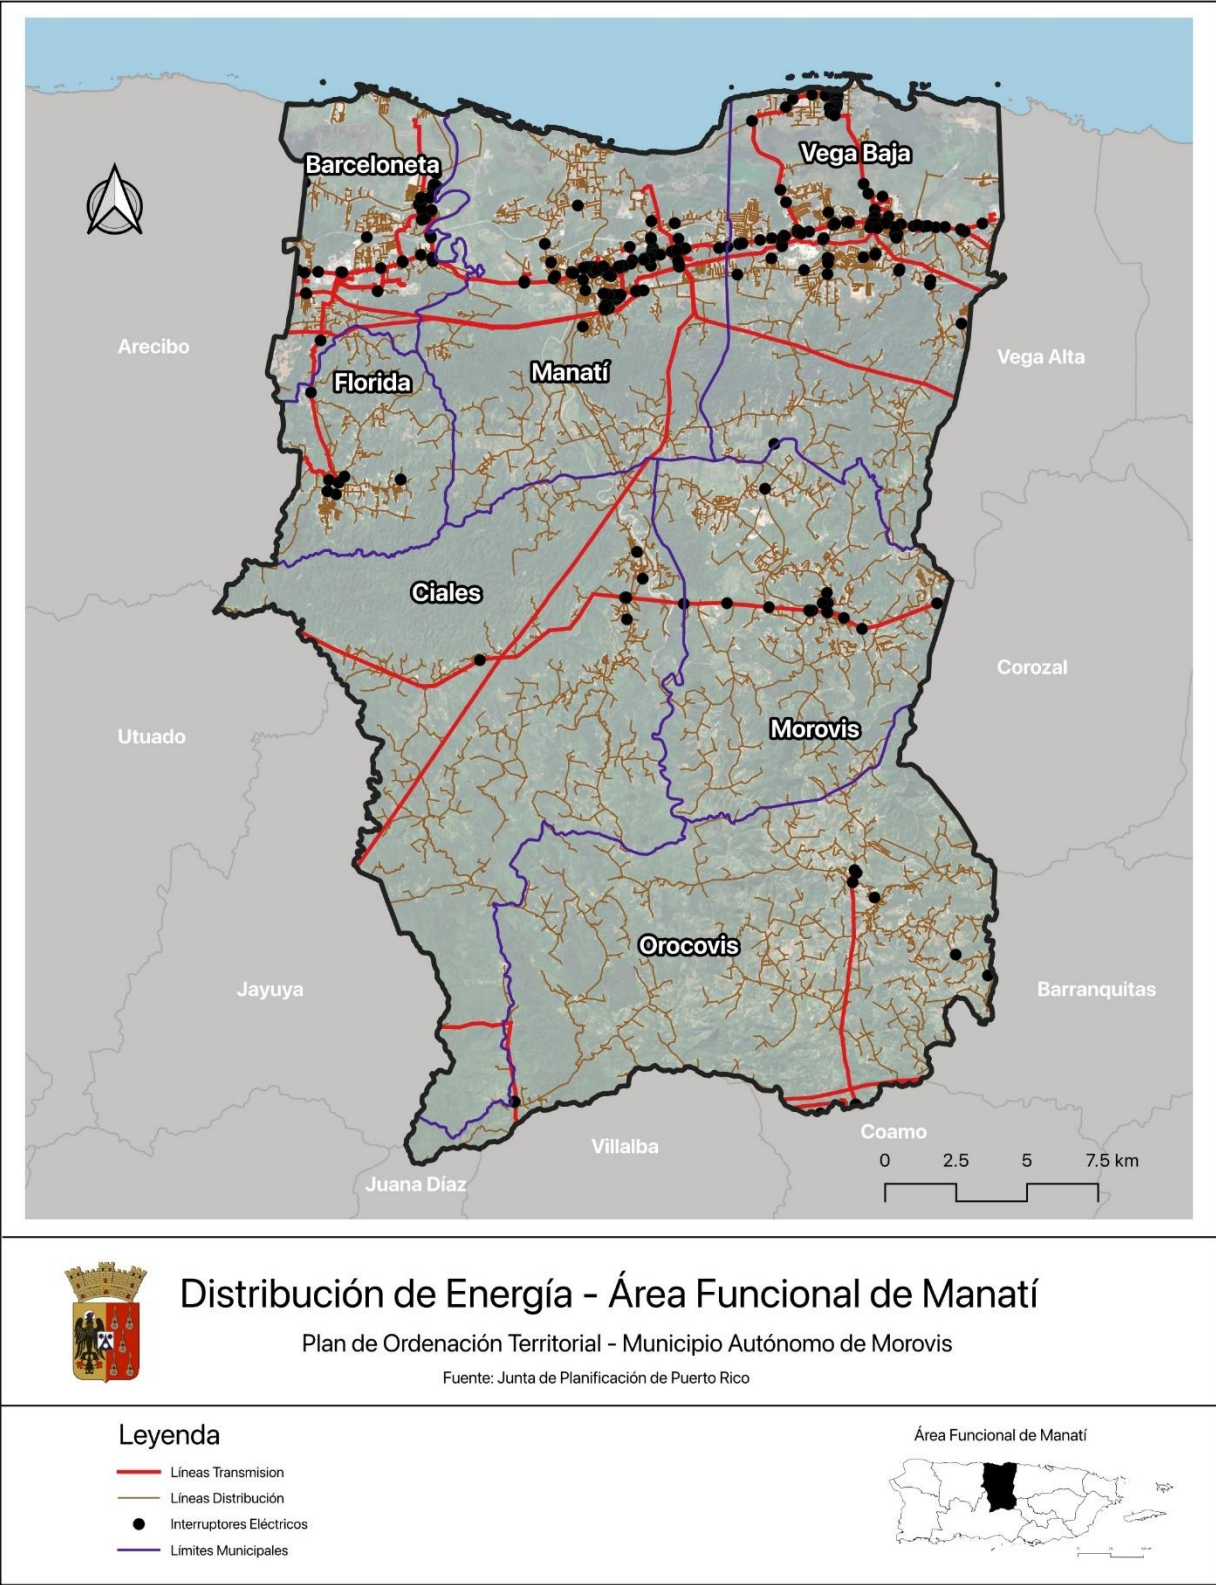 Barceloneta
Vega Baja
Arecibo
Vega Alta
Manatí
Florida
Ciales
Corozal
Utuado
Morovis
Orocovis
Jayuya
Barranquitas
Villalba
Coamo
Juana Díaz
0 2.5 5 7.5 km
Distribución de Energía - Área Funcional de Manatí
Plan de Ordenación Territorial - Municipio Autónomo de Morovis
Fuente: Junta de Planificación de Puerto Rico
Leyenda
Líneas Transmision
Líneas Distribución
Interruptores Eléctricos
Límites Municipales
Área Funcional de Manatí